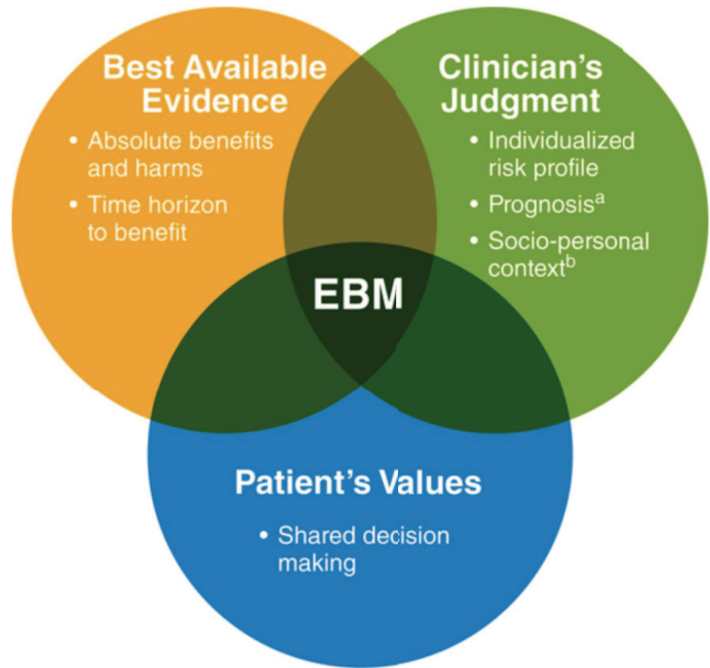 Best Available
Evidence
• Absolute benefits
and harms
• Time horizon
to benefit
Clinician's
Judgment
• Individualized
risk profile
• Prognosisᵃ
• Socio-personal
contextᵇ
EBM
Patient's Values
• Shared decision
making